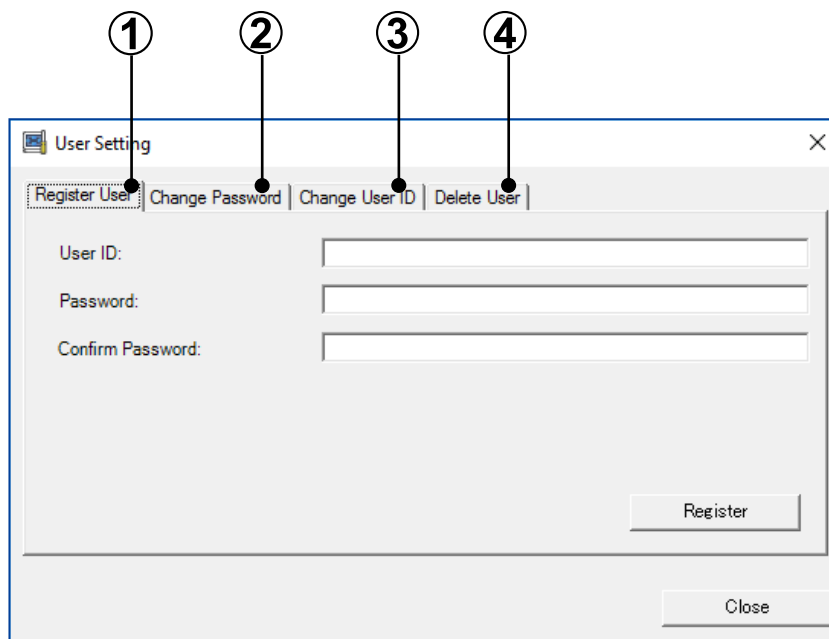 1 2 3 4
User Setting
Register User Change Password Change User ID Delete User
User ID:
Password:
Confirm Password:
Register
Close